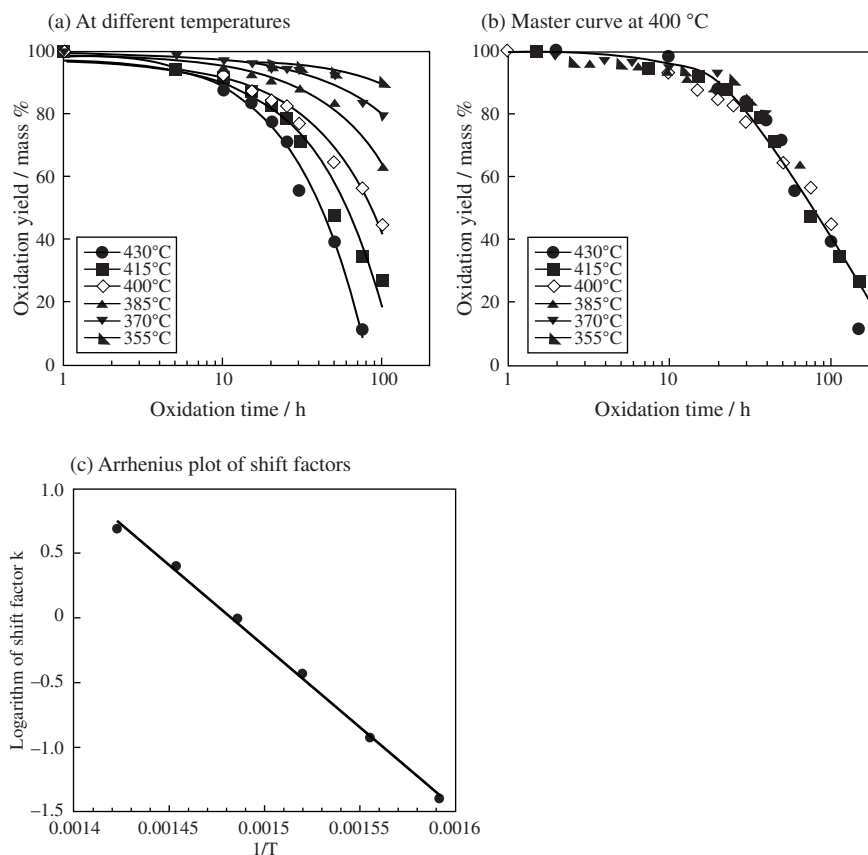 (a) At different temperatures
100
80
60
40
20
0
1
10
100
Oxidation yield / mass %
Oxidation time / h
430°C
415°C
400°C
385°C
370°C
355°C
(b) Master curve at 400 °C
100
80
60
40
20
0
1
10
100
Oxidation yield / mass %
Oxidation time / h
430°C
415°C
400°C
385°C
370°C
355°C
(c) Arrhenius plot of shift factors
1.0
0.5
0
−0.5
−1.0
−1.5
0.0014
0.00145
0.0015
0.00155
0.0016
Logarithm of shift factor k
1/T